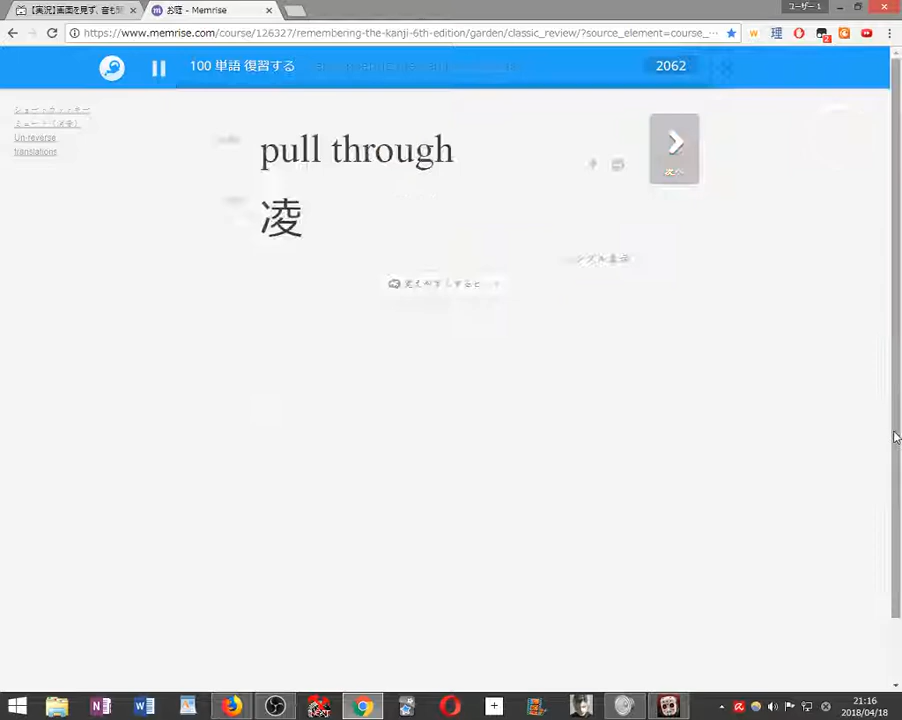 【実況】画面を見ず、音も
お庭 - Memrise
ユーザー 1
https://www.memrise.com/course/126327/remembering-the-kanji-6th-edition/garden/classic_review/?source_element=course_...
100 単語 復習する
2062
Un-reverse
translations
pull through
次へ
凌
21:16
2018/04/18